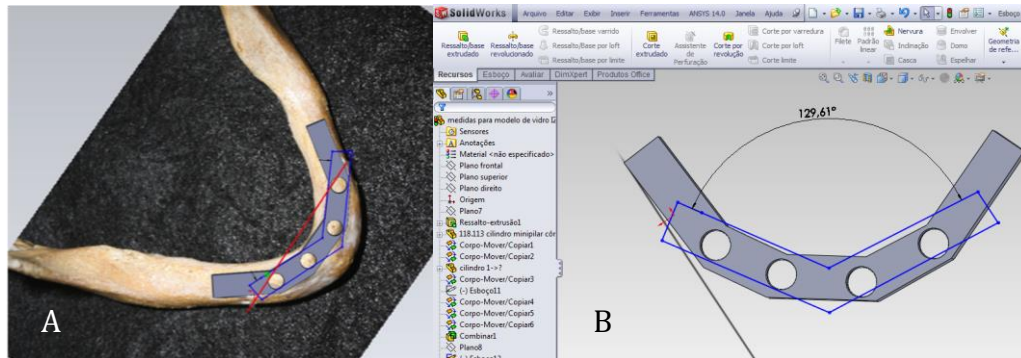 SolidWorks
Arquivo Editar Exibir Inserir Ferramentas ANSYS 14.0 Janela Ajuda
Esboço
Ressalto/base extrudado
Ressalto/base revolucionado
Ressalto/base varrido
Ressalto/base por loft
Ressalto/base por limite
Corte extrudado
Assistente de Perfuração
Corte por revolução
Corte por varredura
Corte por loft
Corte limite
Filete
Padrão linear
Nervura
Inclinação
Casca
Envolver
Domo
Espelhar
Geometria de refe...
Recursos Esboço Avaliar DimXpert Produtos Office
medidas para modelo de vidro
Sensores
Anotações
Material <não especificado>
Plano frontal
Plano superior
Plano direito
Origem
Plano7
Ressalto-extrusão1
118.113 cilindro minipilar
Corpo-Mover/Copiar1
Corpo-Mover/Copiar2
cilindro 1->?
Corpo-Mover/Copiar3
(-) Esboço11
Corpo-Mover/Copiar4
Corpo-Mover/Copiar5
Corpo-Mover/Copiar6
Combinar1
Plano8
129,61°
A
B